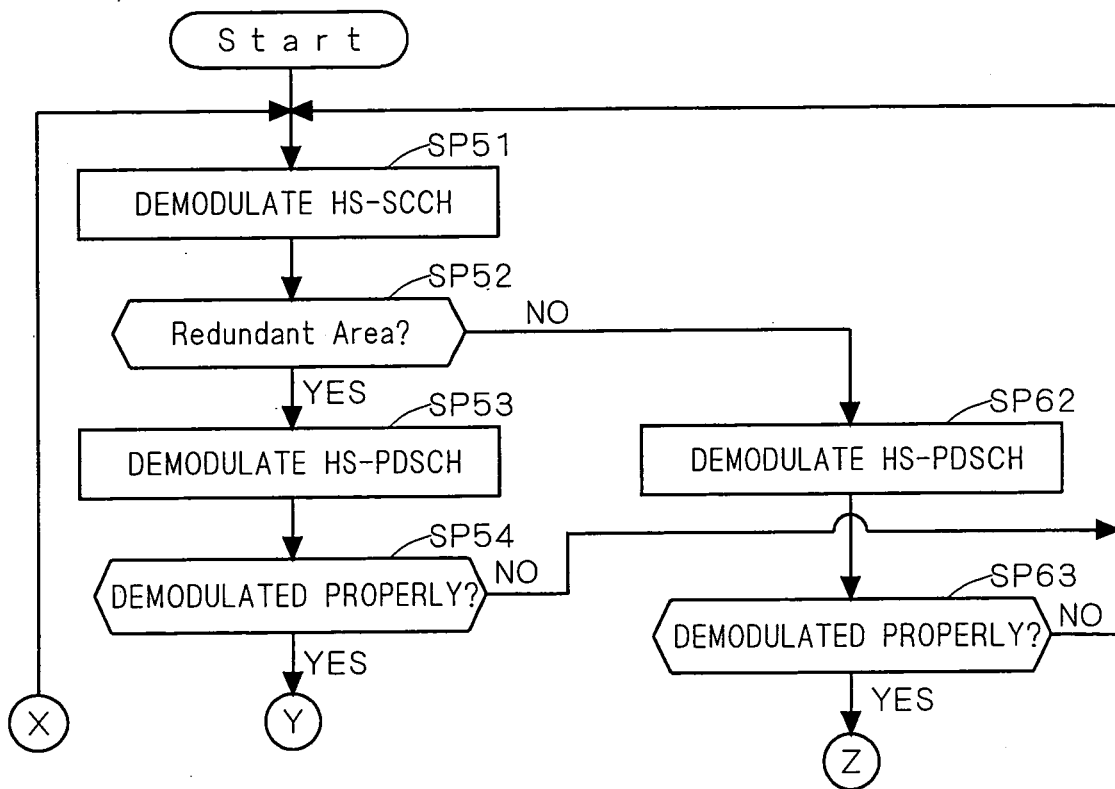 Start
SP51
DEMODULATE HS-SCCH
SP52
Redundant Area?
NO
YES
SP53
DEMODULATE HS-PDSCH
SP62
DEMODULATE HS-PDSCH
SP54
DEMODULATED PROPERLY?
NO
SP63
DEMODULATED PROPERLY?
NO
YES
YES
X
Y
Z